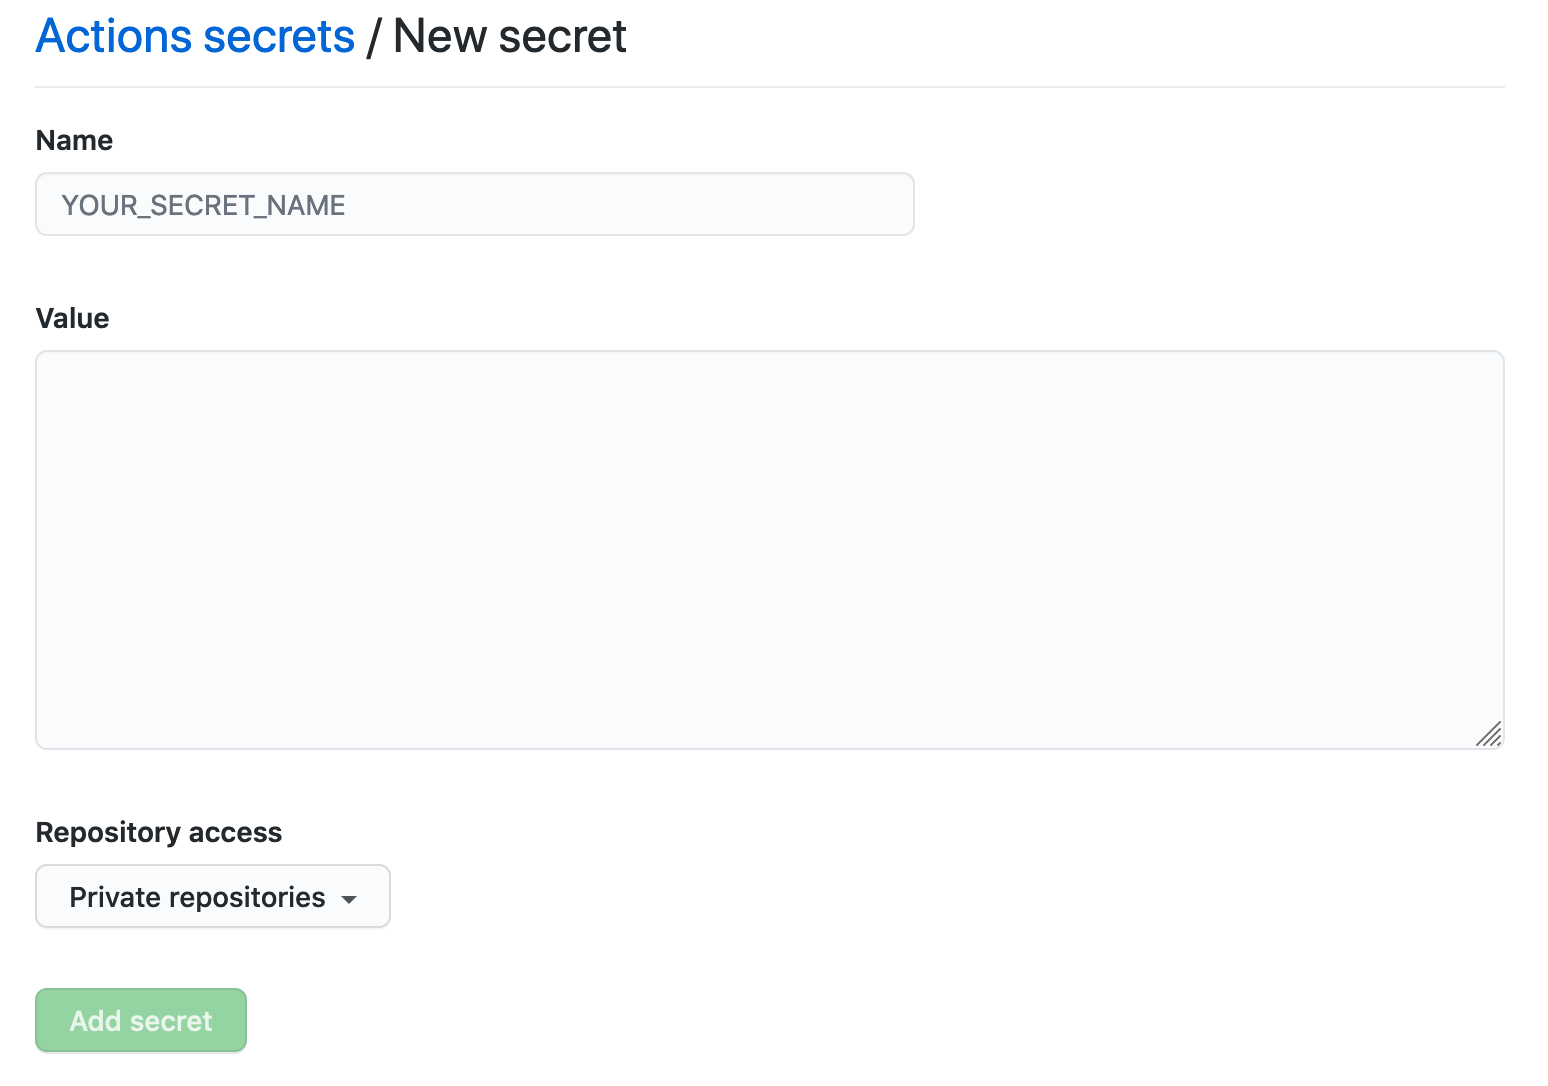 Actions secrets / New secret
Name
YOUR_SECRET_NAME
Value
Repository access
Private repositories
Add secret